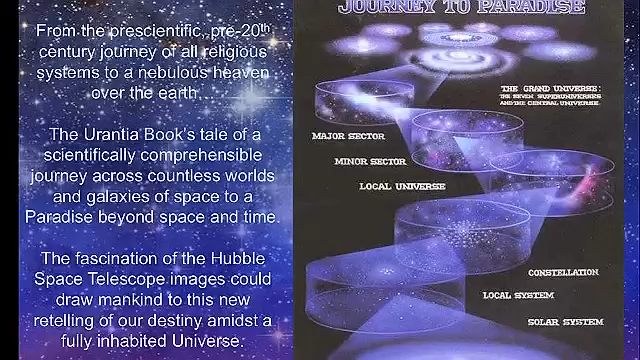 From the prescientific, pre-20th
century journey of all religious
systems to a nebulous heaven
over the earth.
The Urantia Book's tale of a
scientifically comprehensible
journey across countless worlds
and galaxies of space to a
Paradise beyond space and time.
The fascination of the Hubble
Space Telescope images could
draw mankind to this new
retelling of our destiny amidst a
fully inhabited Universe.
JOURNEY TO PARADISE
THE GRAND UNIVERSE:
THE SEVEN SUPERUNIVERSES
AND THE CENTRAL UNIVERSE.
MAJOR SECTOR
MINOR SECTOR
LOCAL UNIVERSE
CONSTELLATION
LOCAL SYSTEM
SOLAR SYSTEM